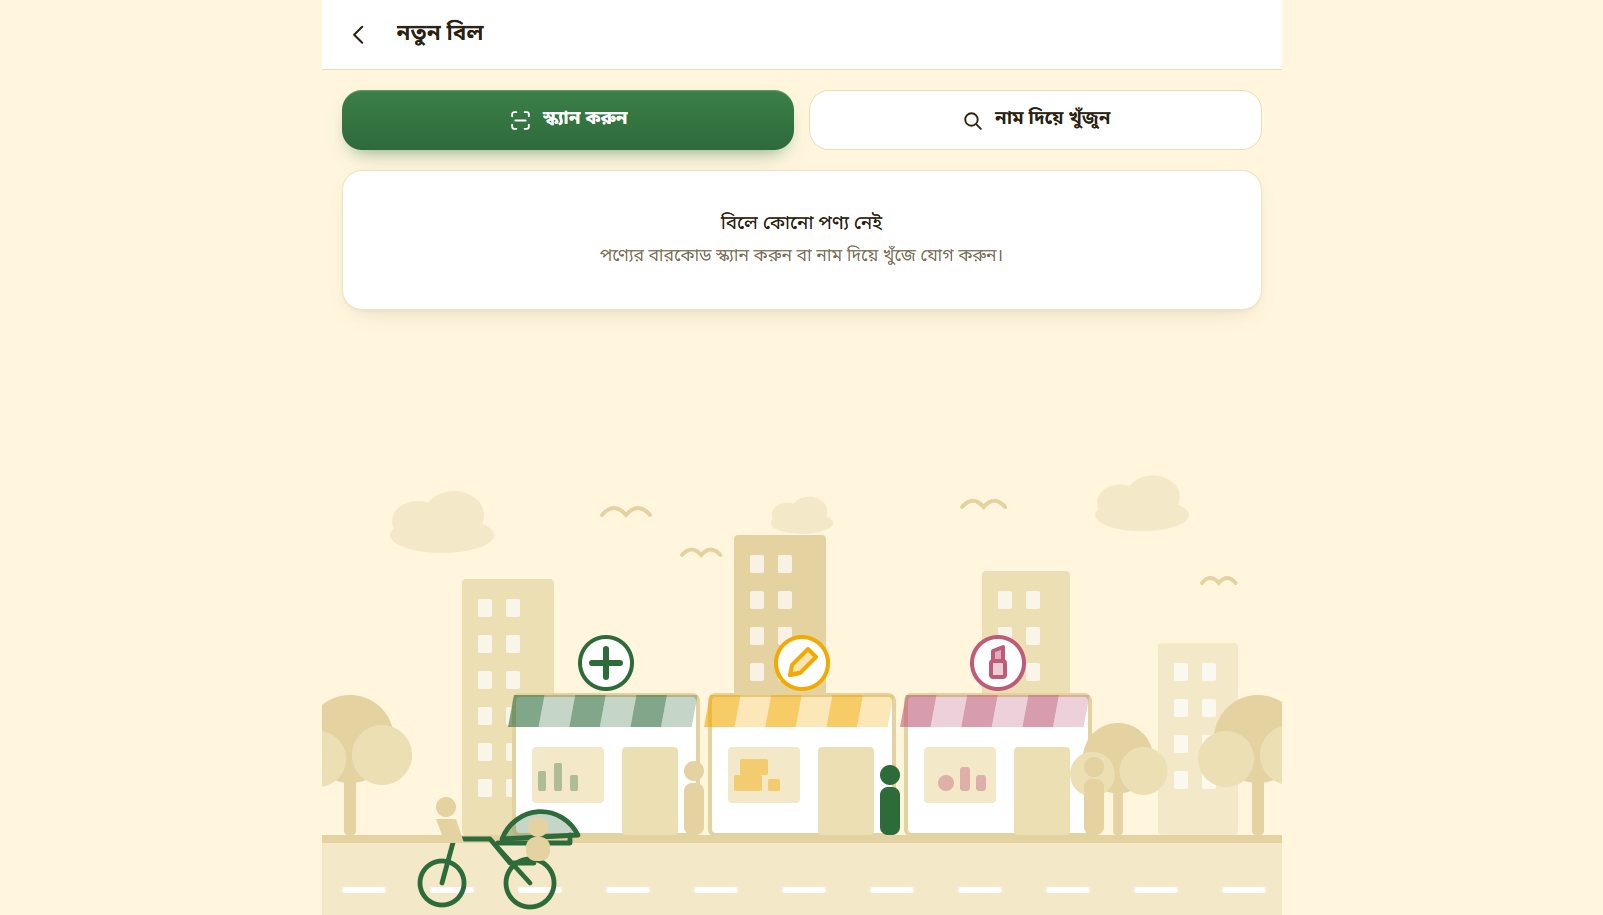 নতুন বিল
স্ক্যান করুন
নাম দিয়ে খুঁজুন
বিলে কোনো পণ্য নেই
পণ্যের বারকোড স্ক্যান করুন বা নাম দিয়ে খুঁজে যোগ করুন।